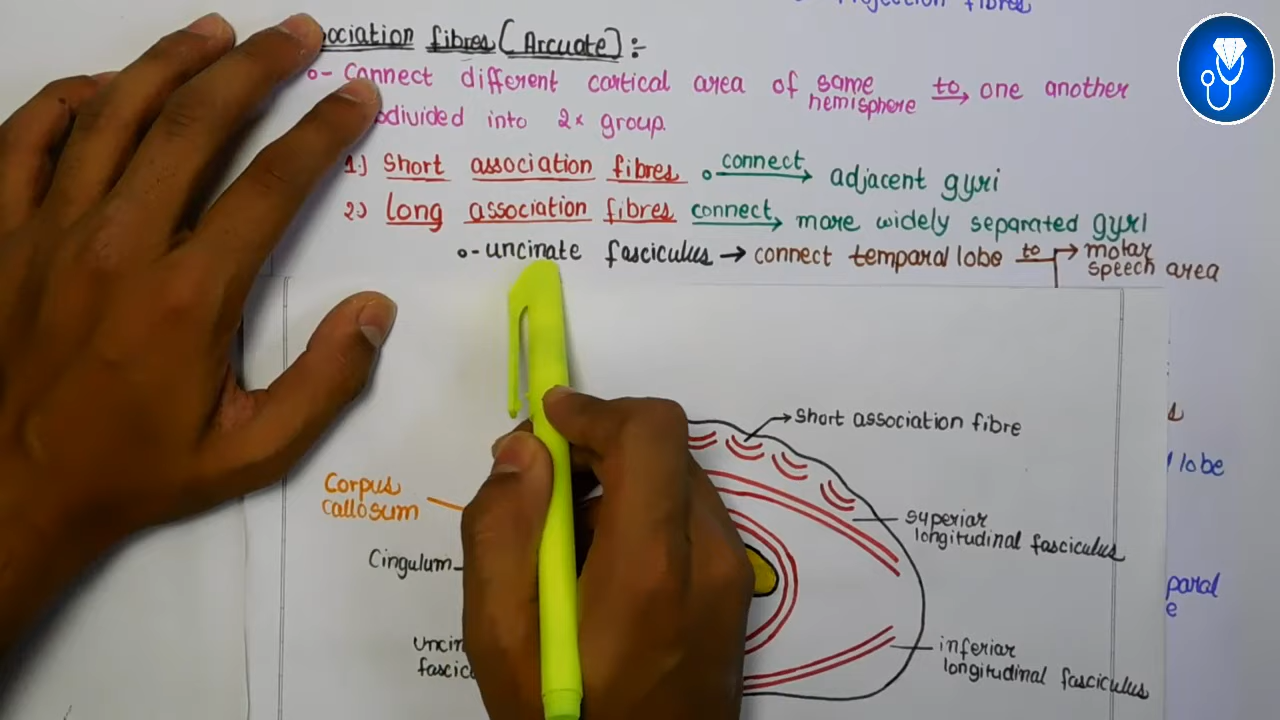 fibres
ociation fibres (Arcuate) :-
o- Connect different cortical area of same hemisphere to one another
divided into 2x group.
1.) Short association fibres o connect adjacent gyri
2.) Long association fibres connect more widely separated gyri
o- uncinate fasciculus → connect temporal lobe to → motor speech area
short association fibre
Corpus callosum
superior longitudinal fasciculus
Cingulum
lobe
inferior longitudinal fasciculus